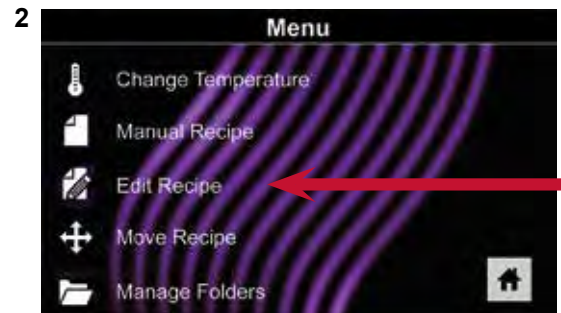 2
Menu
Change Temperature
Manual Recipe
Edit Recipe
Move Recipe
Manage Folders